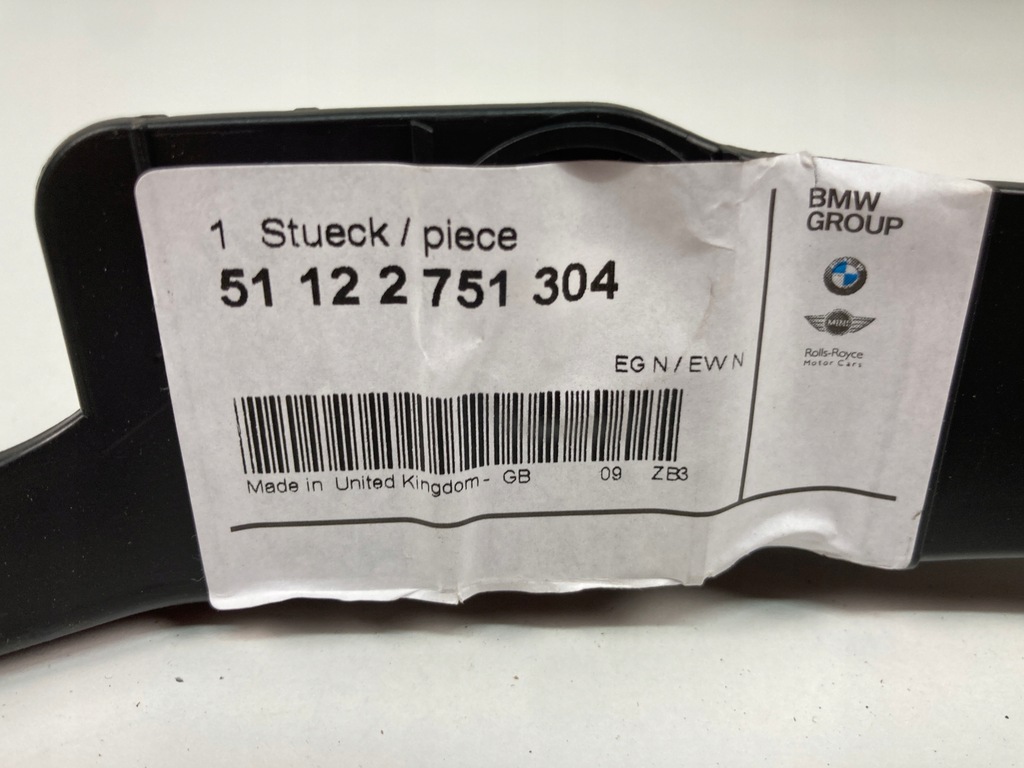 1 Stueck / piece
51 12 2 751 304
EG N / EW N
Made in United Kingdom - GB 09 ZB3
BMW
GROUP
MINI
Rolls-Royce
Motor Cars